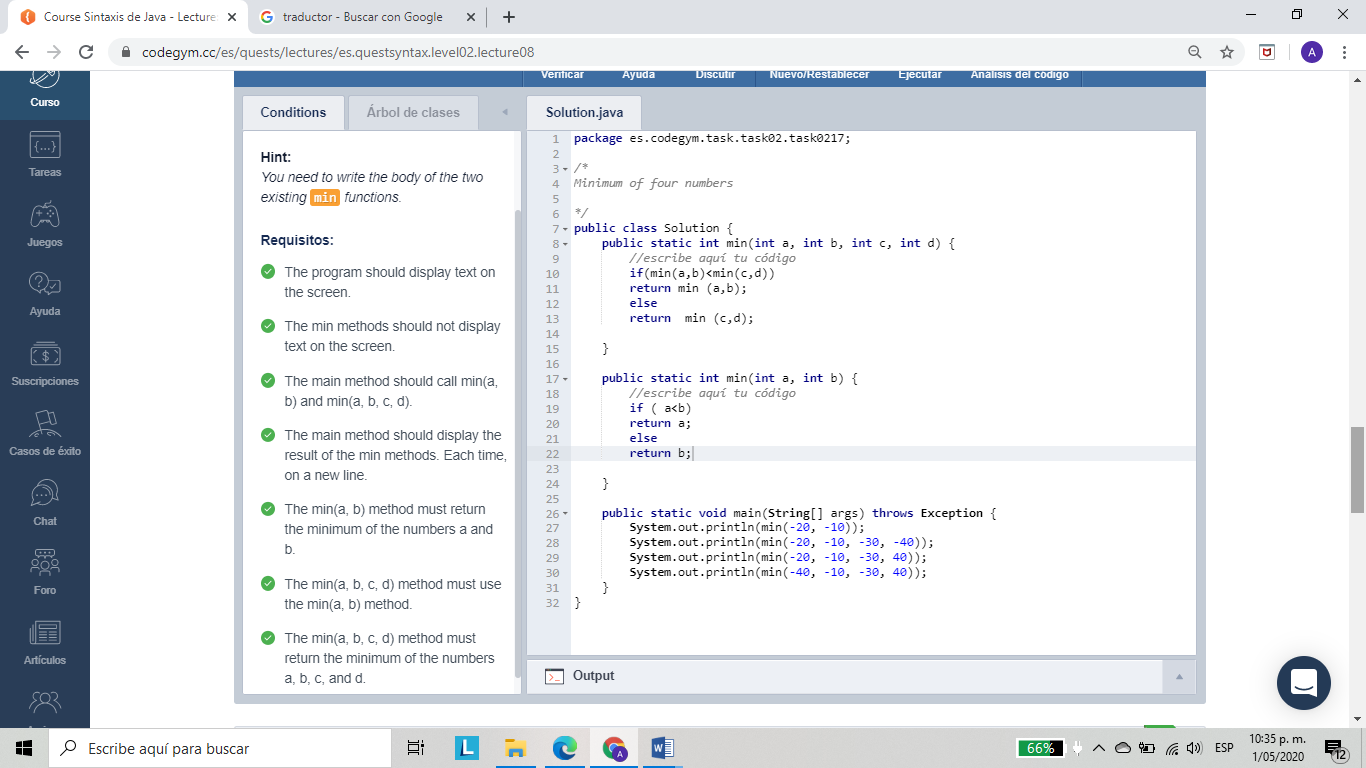 Course Sintaxis de Java - Lecture:
traductor - Buscar con Google
codegym.cc/es/quests/lectures/es.questsyntax.level02.lecture08
A
Curso
Tareas
Juegos
Ayuda
Suscripciones
Casos de éxito
Chat
Foro
Artículos
Verificar
Ayuda
Discutir
Nuevo/Restablecer
Ejecutar
Análisis del código
Conditions
Árbol de clases
Hint:
You need to write the body of the two
existing min functions.
Requisitos:
The program should display text on
the screen.
The min methods should not display
text on the screen.
The main method should call min(a,
b) and min(a, b, c, d).
The main method should display the
result of the min methods. Each time,
on a new line.
The min(a, b) method must return
the minimum of the numbers a and
b.
The min(a, b, c, d) method must use
the min(a, b) method.
The min(a, b, c, d) method must
return the minimum of the numbers
a, b, c, and d.
Solution.java
1 package es.codegym.task.task02.task0217;
2
3 /*
4 Minimum of four numbers
5
6 */
7 public class Solution {
8 public static int min(int a, int b, int c, int d) {
9 //escribe aquí tu código
10 if(min(a,b)<min(c,d))
11 return min (a,b);
12 else
13 return  min (c,d);
14
15 }
16
17 public static int min(int a, int b) {
18 //escribe aquí tu código
19 if ( a<b)
20 return a;
21 else
22 return b;
23
24 }
25
26 public static void main(String[] args) throws Exception {
27 System.out.println(min(-20, -10));
28 System.out.println(min(-20, -10, -30, -40));
29 System.out.println(min(-20, -10, -30, 40));
30 System.out.println(min(-40, -10, -30, 40));
31 }
32 }
Output
Escribe aquí para buscar
L
A
66%
ESP
10:35 p. m.
1/05/2020
12